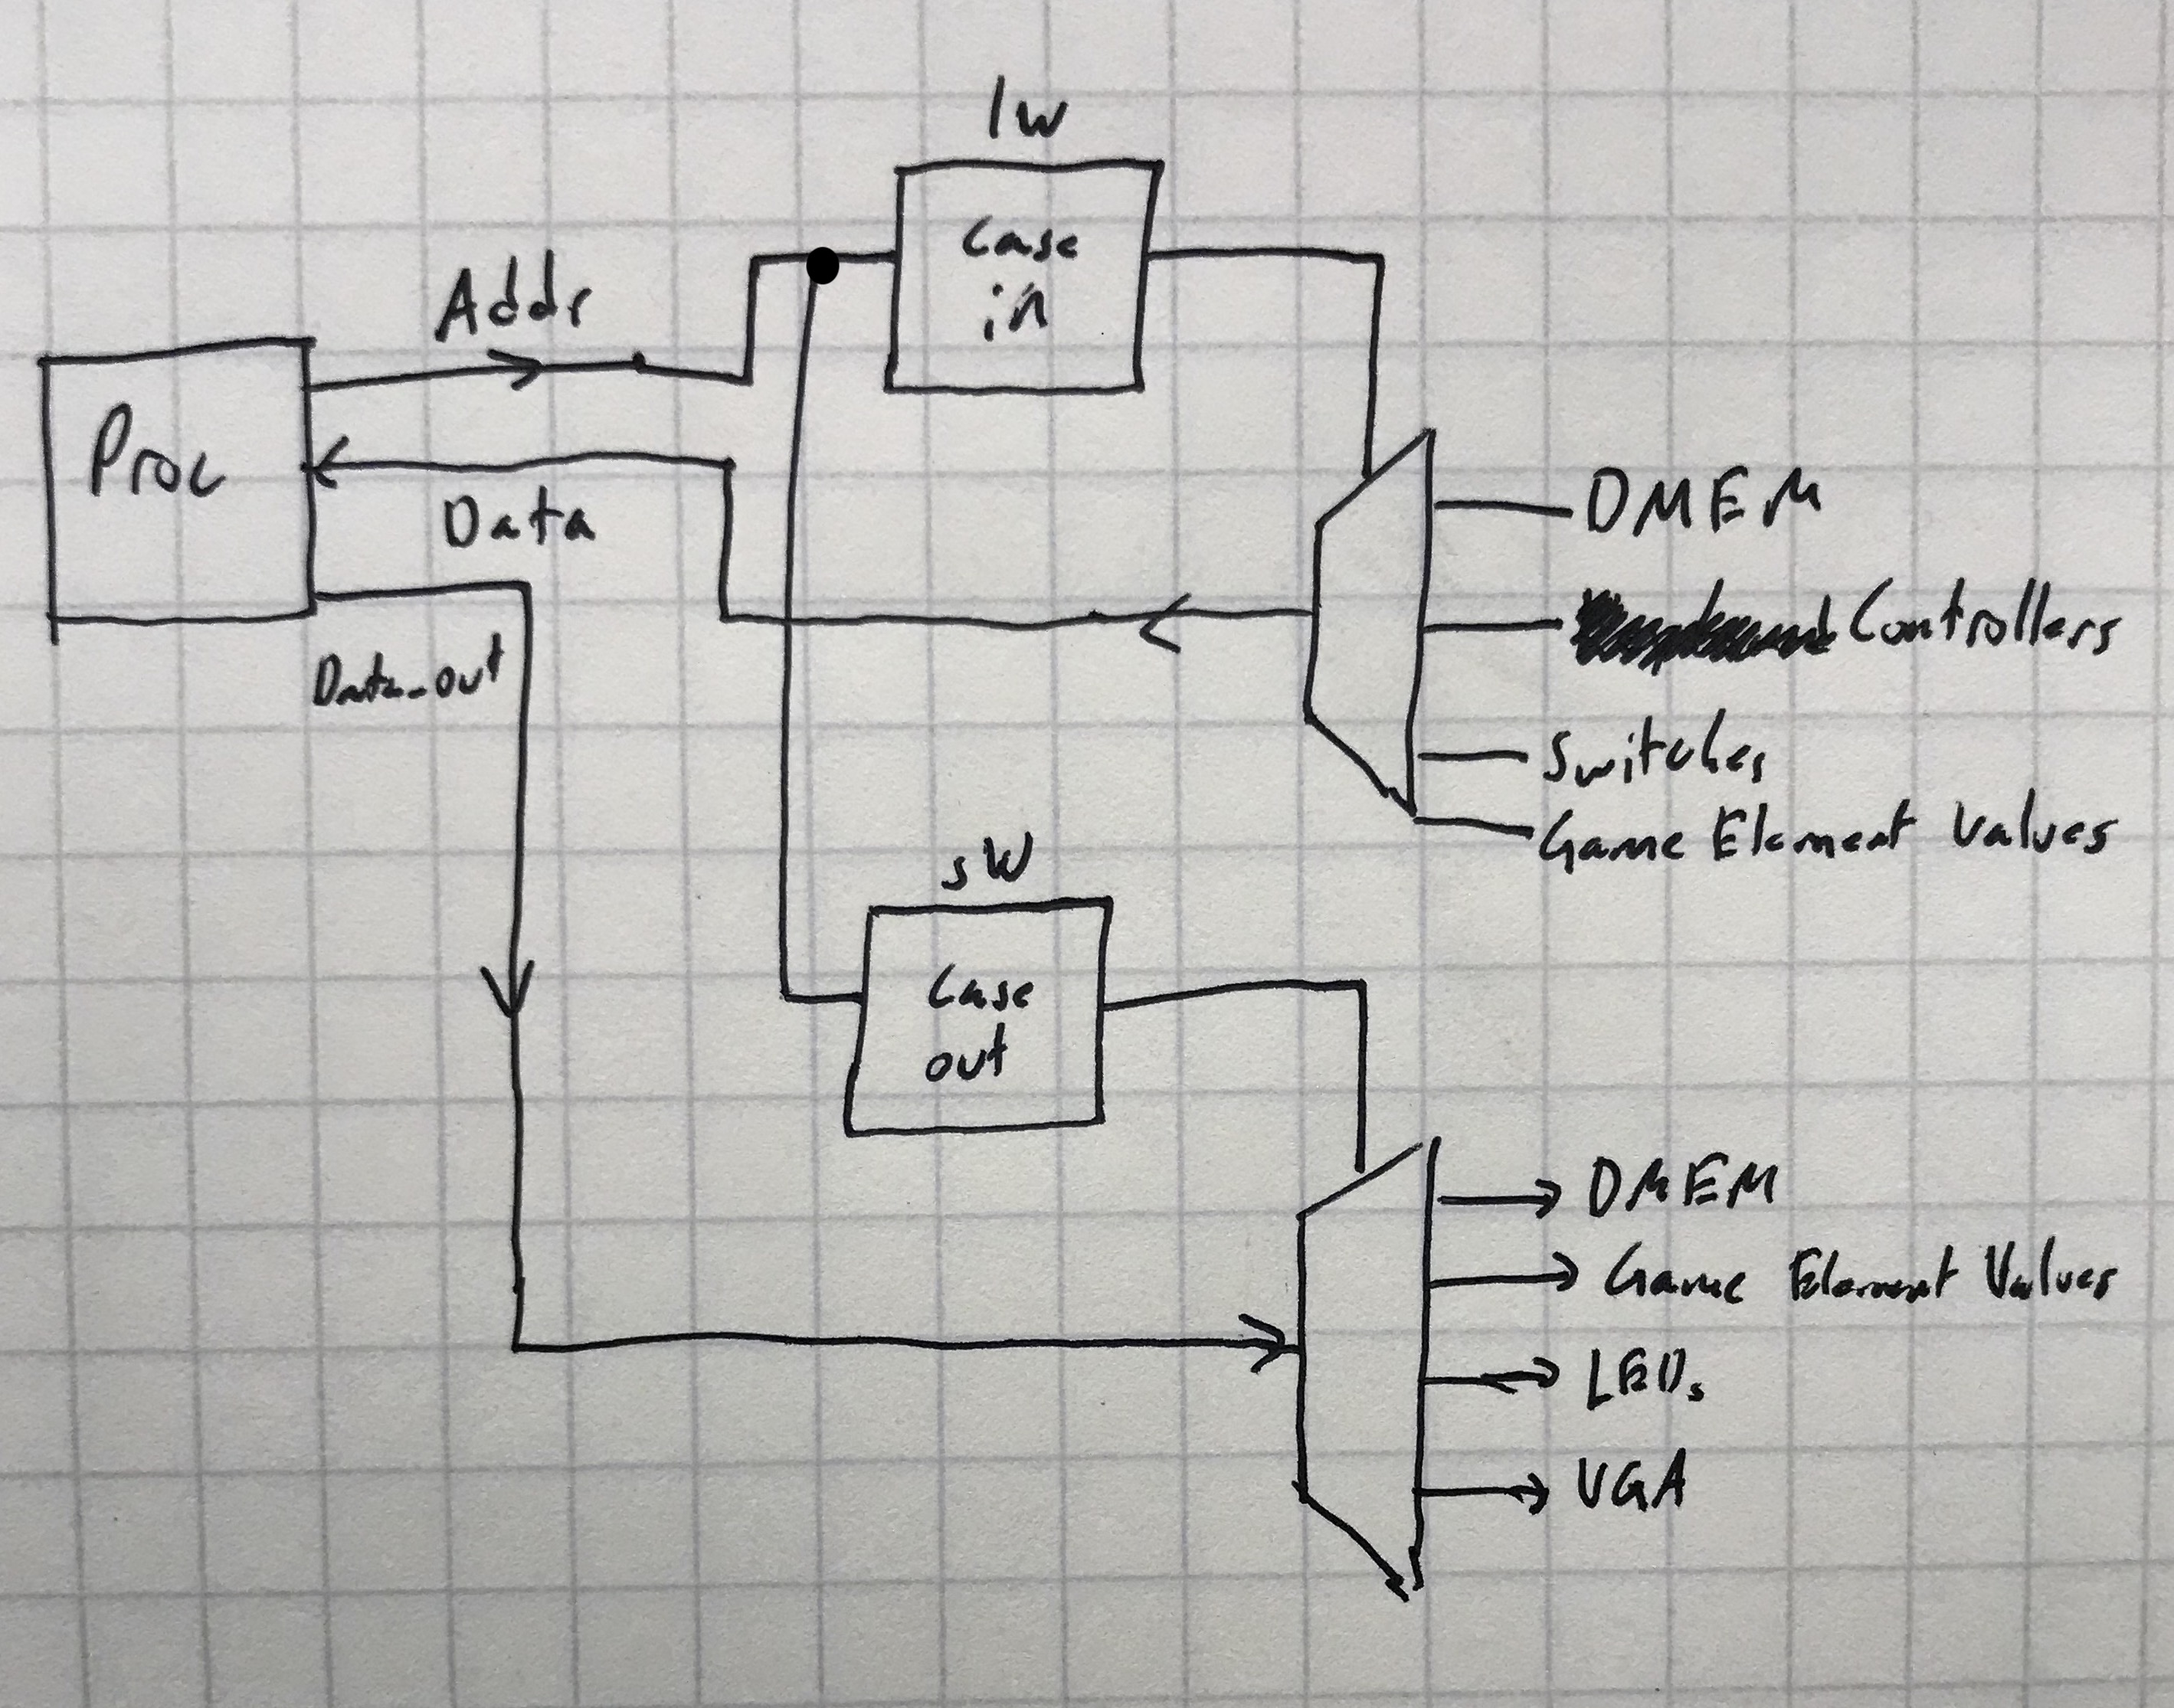 lw
Case
in
Addr
Proc
Data
DMEM
Controllers
Data_out
Switches
Game Element Values
sw
Case
out
DMEM
Game Element Values
LEDs
VGA